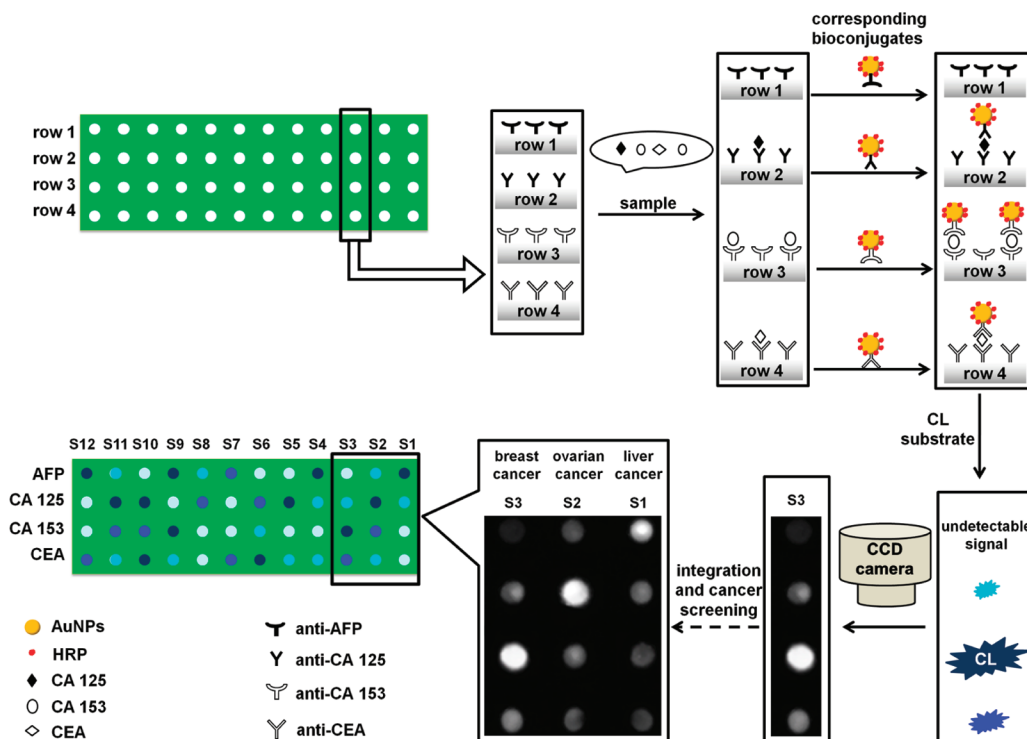 corresponding
bioconjugates
row 1
row 2
row 3
row 4
row 1
row 2
row 3
row 4
sample
row 1
row 2
row 3
row 4
row 1
row 2
row 3
row 4
CL
substrate
S12 S11 S10 S9 S8 S7 S6 S5 S4 S3 S2 S1
AFP
CA 125
CA 153
CEA
breast cancer
ovarian cancer
liver cancer
S3 S2 S1
integration
and cancer
screening
S3
CCD
camera
undetectable
signal
CL
AuNPs
HRP
CA 125
CA 153
CEA
anti-AFP
anti-CA 125
anti-CA 153
anti-CEA